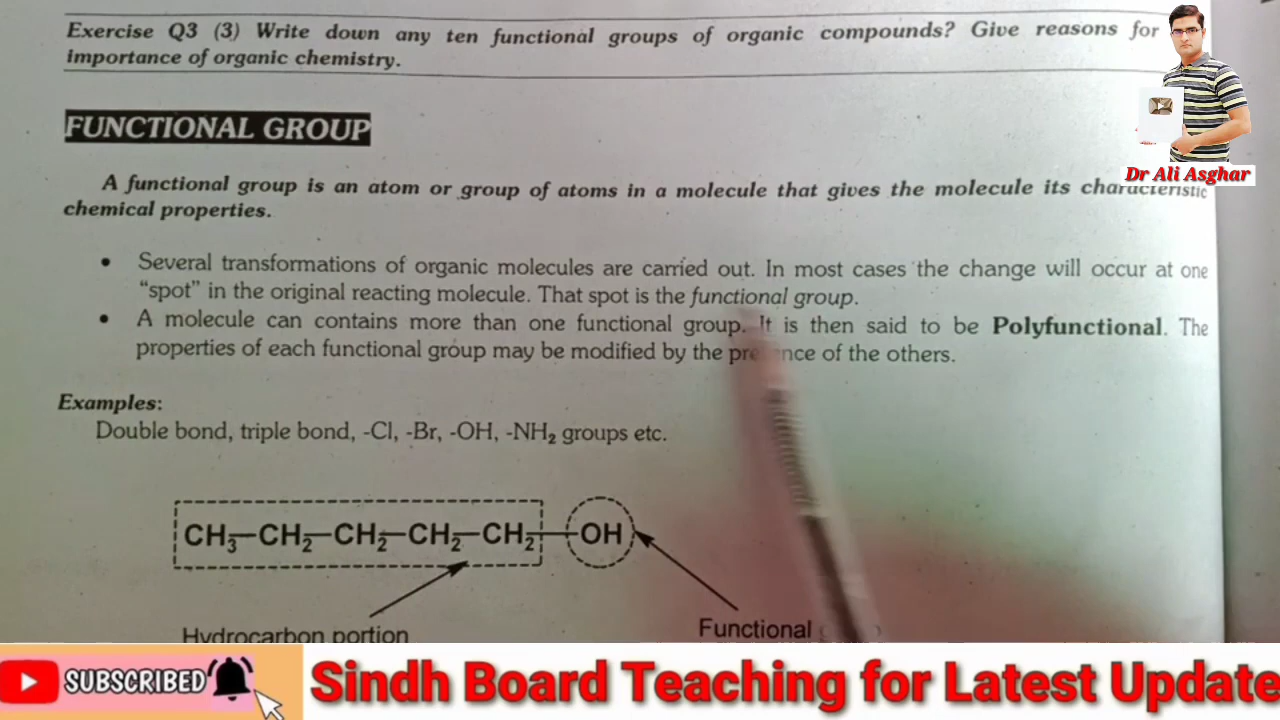 Exercise Q3 (3) Write down any ten functional groups of organic compounds? Give reasons for
importance of organic chemistry.
FUNCTIONAL GROUP
Dr Ali Asghar
A functional group is an atom or group of atoms in a molecule that gives the molecule its characteristic
chemical properties.
• Several transformations of organic molecules are carried out. In most cases the change will occur at one
"spot" in the original reacting molecule. That spot is the functional group.
• A molecule can contains more than one functional group. It is then said to be Polyfunctional. The
properties of each functional group may be modified by the of the others.
Examples:
Double bond, triple bond, -Cl, -Br, -OH, -NH₂ groups etc.
CH₃—CH₂—CH₂—CH₂—CH₂—OH
Hydrocarbon portion
Functional
SUBSCRIBED
Sindh Board Teaching for Latest Update